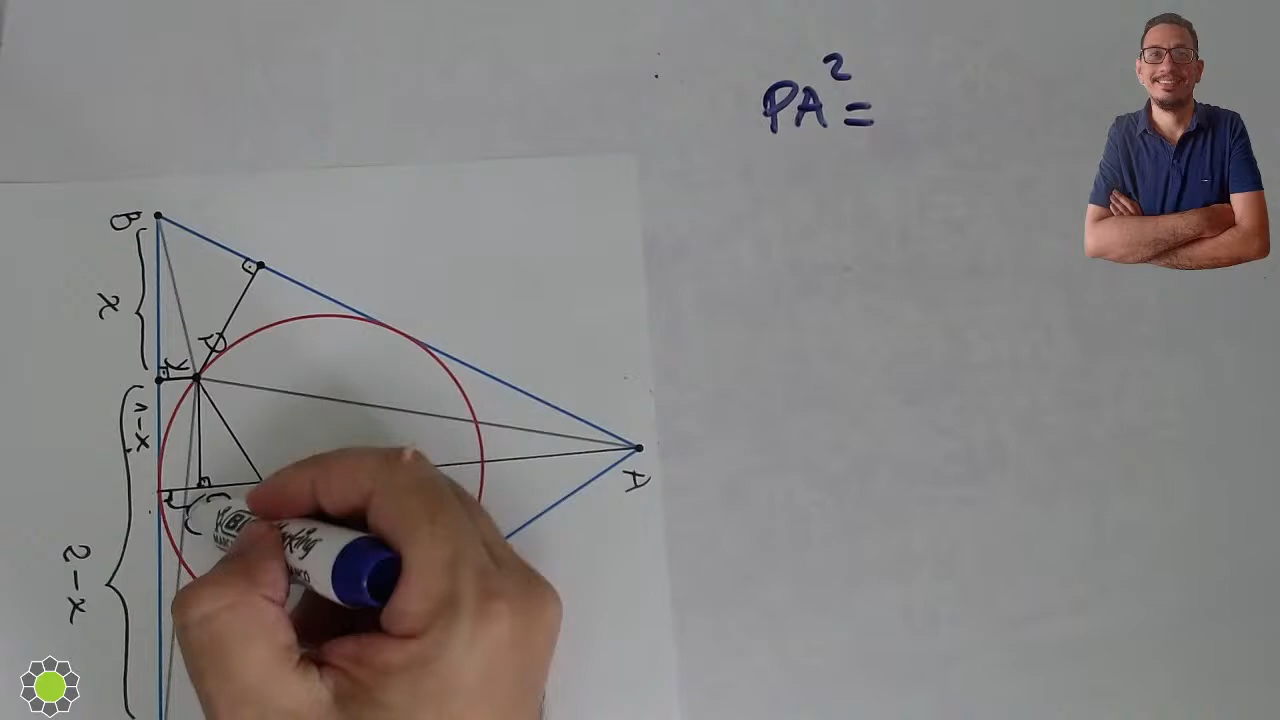 PA² =
B
x
y
1-x
2-x
A